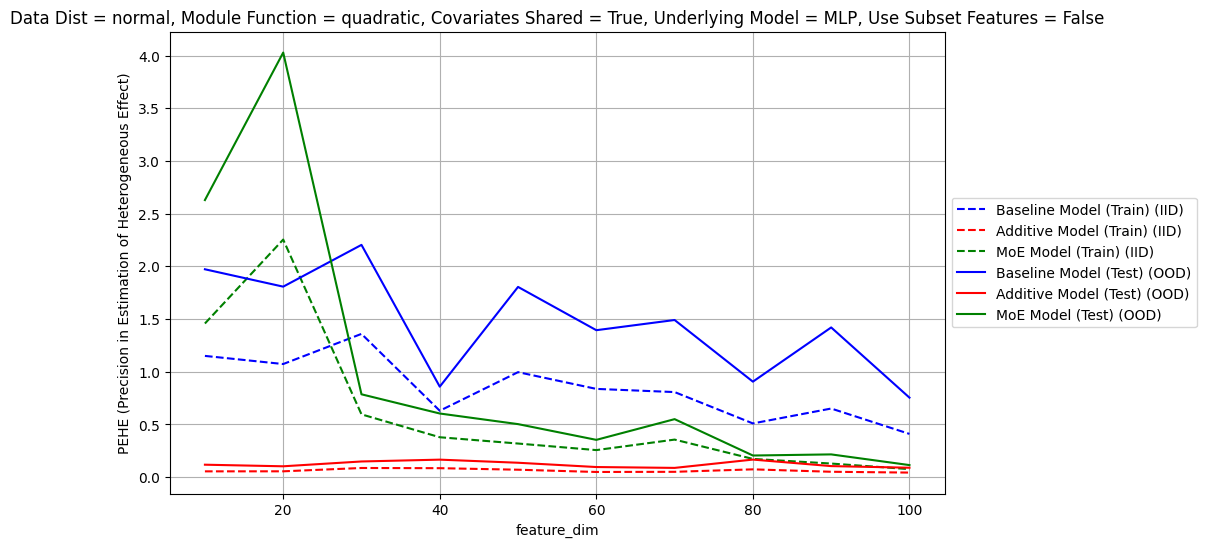 Data Dist = normal, Module Function = quadratic, Covariates Shared = True, Underlying Model = MLP, Use Subset Features = False
PEHE (Precision in Estimation of Heterogeneous Effect)
4.0
3.5
3.0
2.5
2.0
1.5
1.0
0.5
0.0
20
40
60
80
100
feature_dim
Baseline Model (Train) (IID)
Additive Model (Train) (IID)
MoE Model (Train) (IID)
Baseline Model (Test) (OOD)
Additive Model (Test) (OOD)
MoE Model (Test) (OOD)